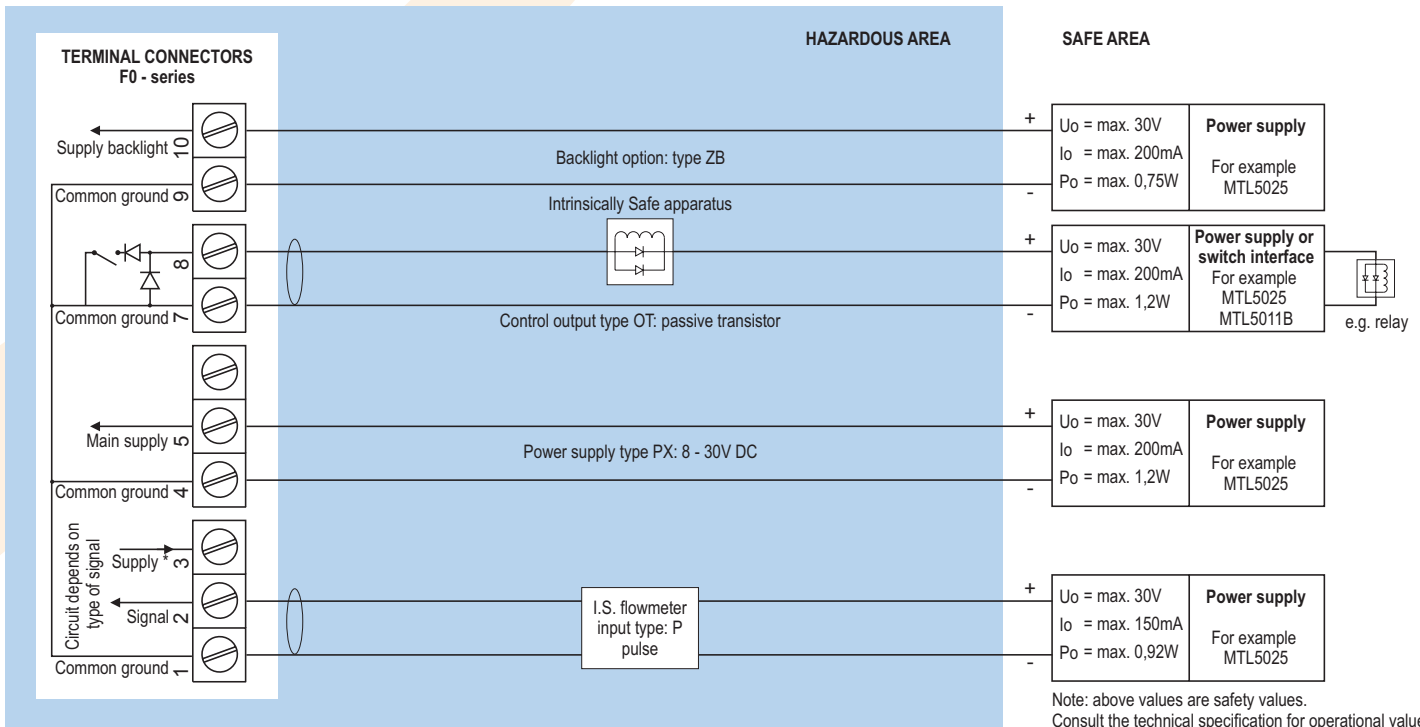 HAZARDOUS AREA
SAFE AREA
TERMINAL CONNECTORS
F0 - series
Supply backlight
10
Common ground
9
Backlight option: type ZB
+
-
Uo = max. 30V
Io = max. 200mA
Po = max. 0,75W
Power supply
For example
MTL5025
Intrinsically Safe apparatus
8
Common ground
7
Control output type OT: passive transistor
+
-
Uo = max. 30V
Io = max. 200mA
Po = max. 1,2W
Power supply or
switch interface
For example
MTL5025
MTL5011B
e.g. relay
Main supply
5
Common ground
4
Power supply type PX: 8 - 30V DC
+
-
Uo = max. 30V
Io = max. 200mA
Po = max. 1,2W
Power supply
For example
MTL5025
Circuit depends on
type of signal
Supply *
3
Signal
2
Common ground
1
I.S. flowmeter
input type: P
pulse
+
-
Uo = max. 30V
Io = max. 150mA
Po = max. 0,92W
Power supply
For example
MTL5025
Note: above values are safety values.
Consult the technical specification for operational value